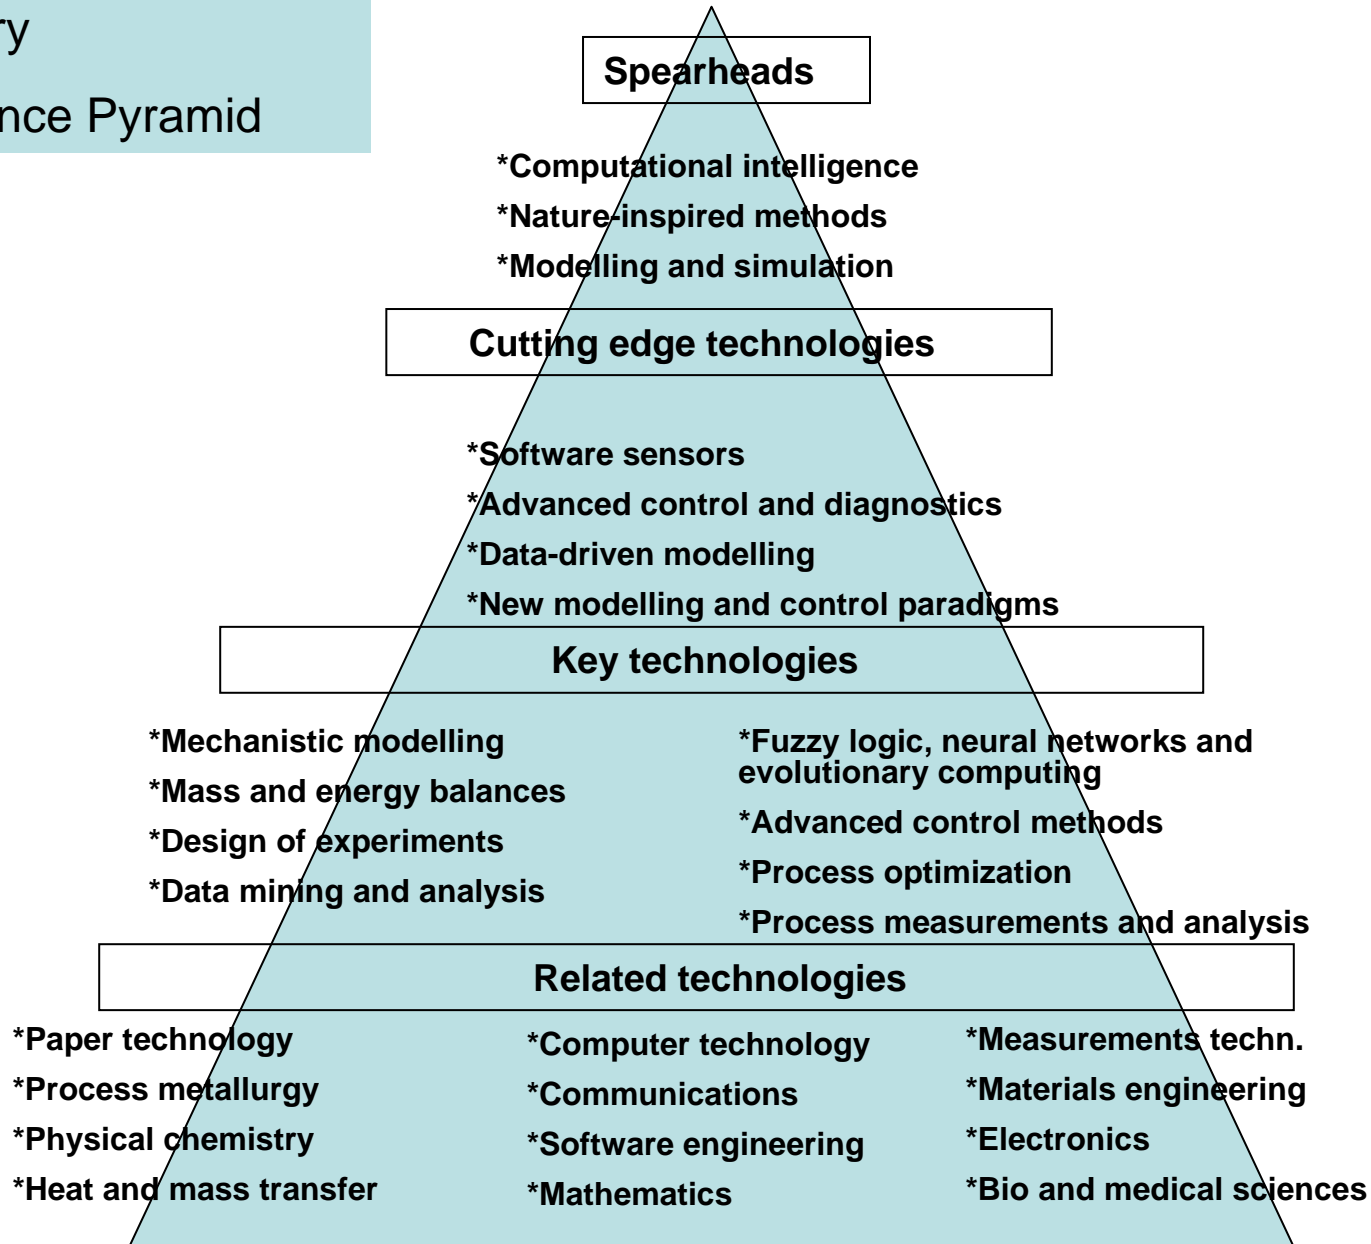 ry
nce Pyramid
Spearheads
*Computational intelligence
*Nature-inspired methods
*Modelling and simulation
Cutting edge technologies
*Software sensors
*Advanced control and diagnostics
*Data-driven modelling
*New modelling and control paradigms
Key technologies
*Mechanistic modelling
*Mass and energy balances
*Design of experiments
*Data mining and analysis
*Fuzzy logic, neural networks and
evolutionary computing
*Advanced control methods
*Process optimization
*Process measurements and analysis
Related technologies
*Paper technology
*Process metallurgy
*Physical chemistry
*Heat and mass transfer
*Computer technology
*Communications
*Software engineering
*Mathematics
*Measurements techn.
*Materials engineering
*Electronics
*Bio and medical sciences